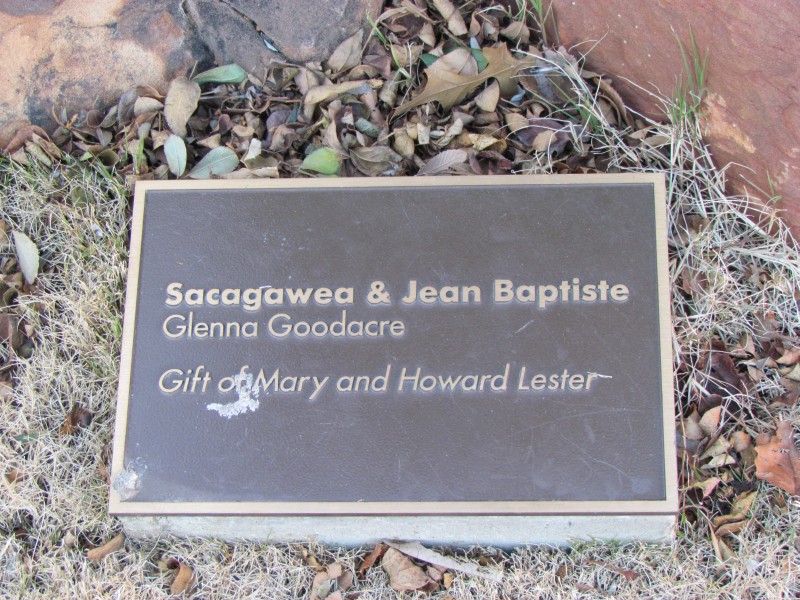 Sacagawea & Jean Baptiste
Glenna Goodacre
Gift of Mary and Howard Lester